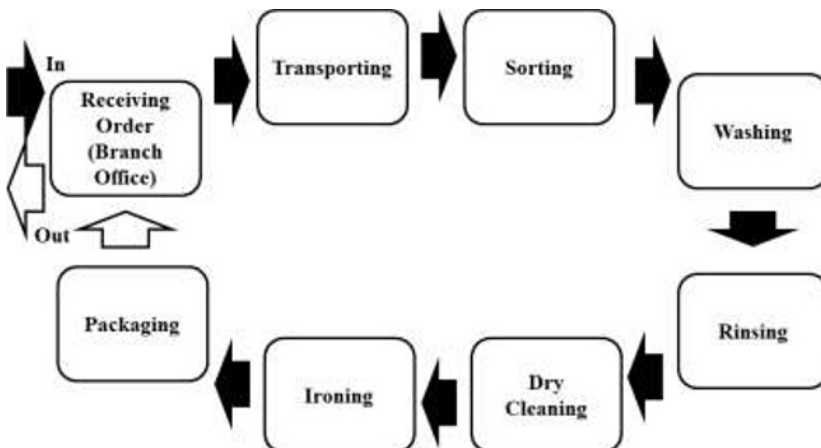 In
Receiving
Order
(Branch
Office)
Transporting
Sorting
Washing
Rinsing
Dry
Cleaning
Ironing
Packaging
Out